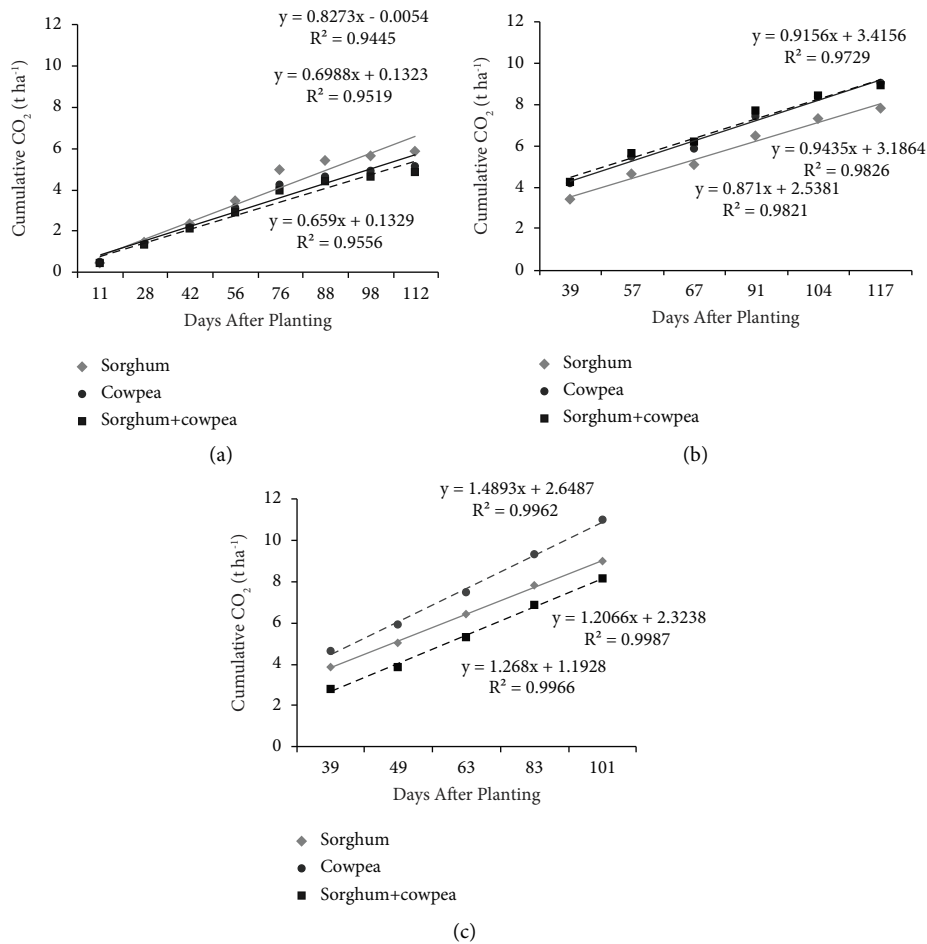 y = 0.8273x - 0.0054
R² = 0.9445
y = 0.6988x + 0.1323
R² = 0.9519
y = 0.659x + 0.1329
R² = 0.9556
Cumulative CO₂ (t ha⁻¹)
12
10
8
6
4
2
0
11 28 42 56 76 88 98 112
Days After Planting
Sorghum
Cowpea
Sorghum+cowpea
(a)
y = 0.9156x + 3.4156
R² = 0.9729
y = 0.9435x + 3.1864
R² = 0.9826
y = 0.871x + 2.5381
R² = 0.9821
Cumulative CO₂ (t ha⁻¹)
12
10
8
6
4
2
0
39 57 67 91 104 117
Days After Planting
Sorghum
Cowpea
Sorghum+cowpea
(b)
y = 1.4893x + 2.6487
R² = 0.9962
y = 1.2066x + 2.3238
R² = 0.9987
y = 1.268x + 1.1928
R² = 0.9966
Cumulative CO₂ (t ha⁻¹)
12
10
8
6
4
2
0
39 49 63 83 101
Days After Planting
Sorghum
Cowpea
Sorghum+cowpea
(c)